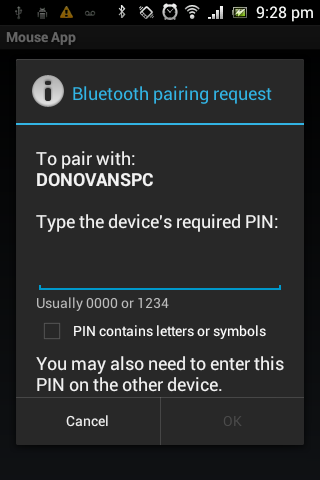 9:28 pm
Mouse App
Bluetooth pairing request
To pair with:
DONOVANSPC
Type the device's required PIN:
Usually 0000 or 1234
PIN contains letters or symbols
You may also need to enter this
PIN on the other device.
Cancel
OK